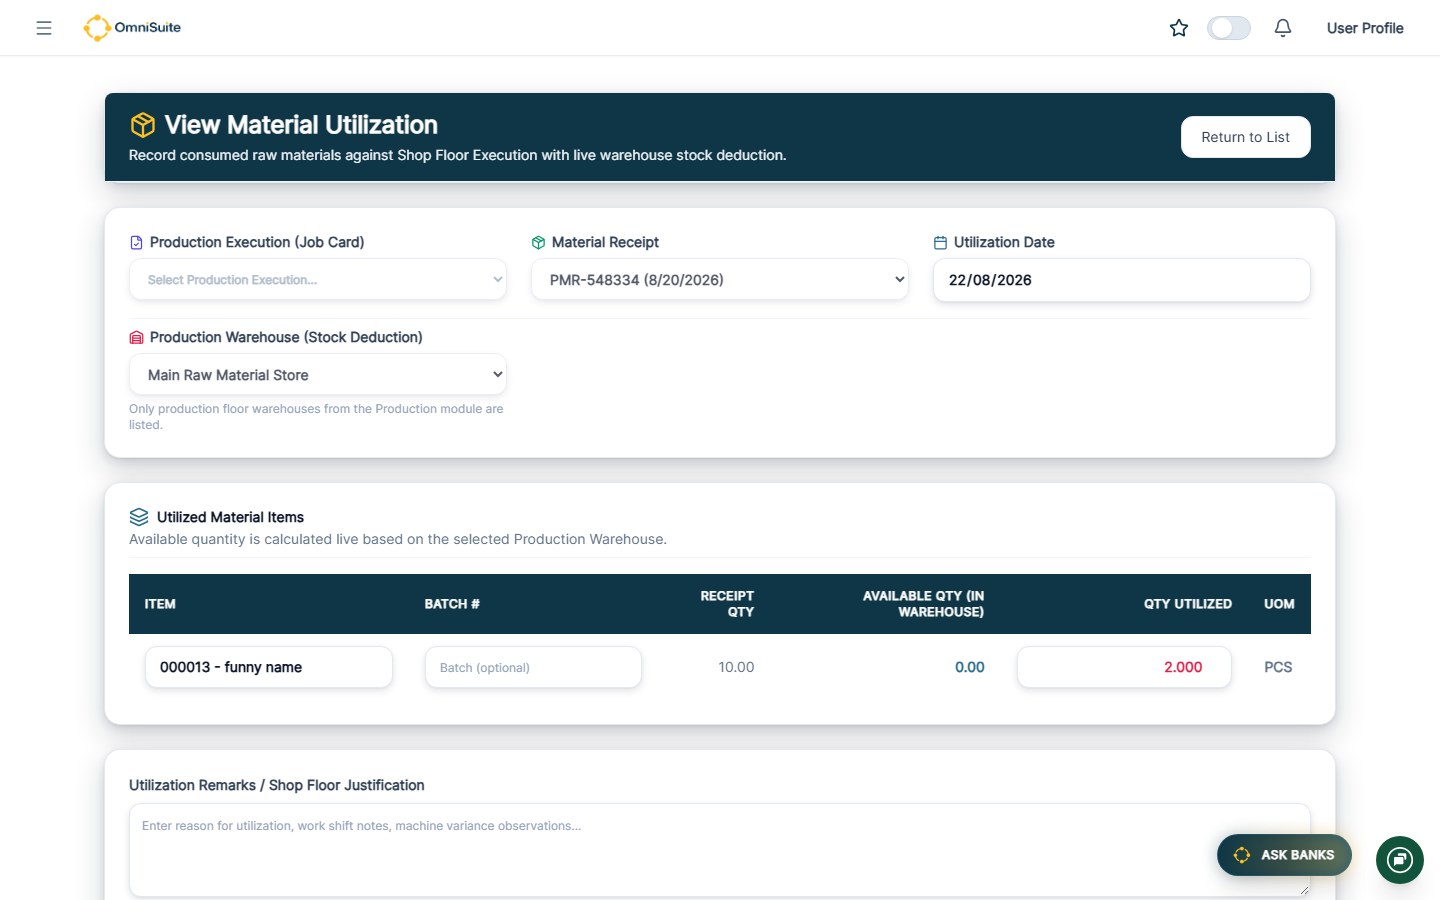 OmniSuite
User Profile
View Material Utilization
Record consumed raw materials against Shop Floor Execution with live warehouse stock deduction.
Return to List
Production Execution (Job Card)
Select Production Execution...
Material Receipt
PMR-548334 (8/20/2026)
Utilization Date
22/08/2026
Production Warehouse (Stock Deduction)
Main Raw Material Store
Only production floor warehouses from the Production module are
listed.
Utilized Material Items
Available quantity is calculated live based on the selected Production Warehouse.
ITEM
BATCH #
RECEIPT
QTY
AVAILABLE QTY (IN
WAREHOUSE)
QTY UTILIZED
UOM
000013 - funny name
Batch (optional)
10.00
0.00
2.000
PCS
Utilization Remarks / Shop Floor Justification
Enter reason for utilization, work shift notes, machine variance observations...
ASK BANKS